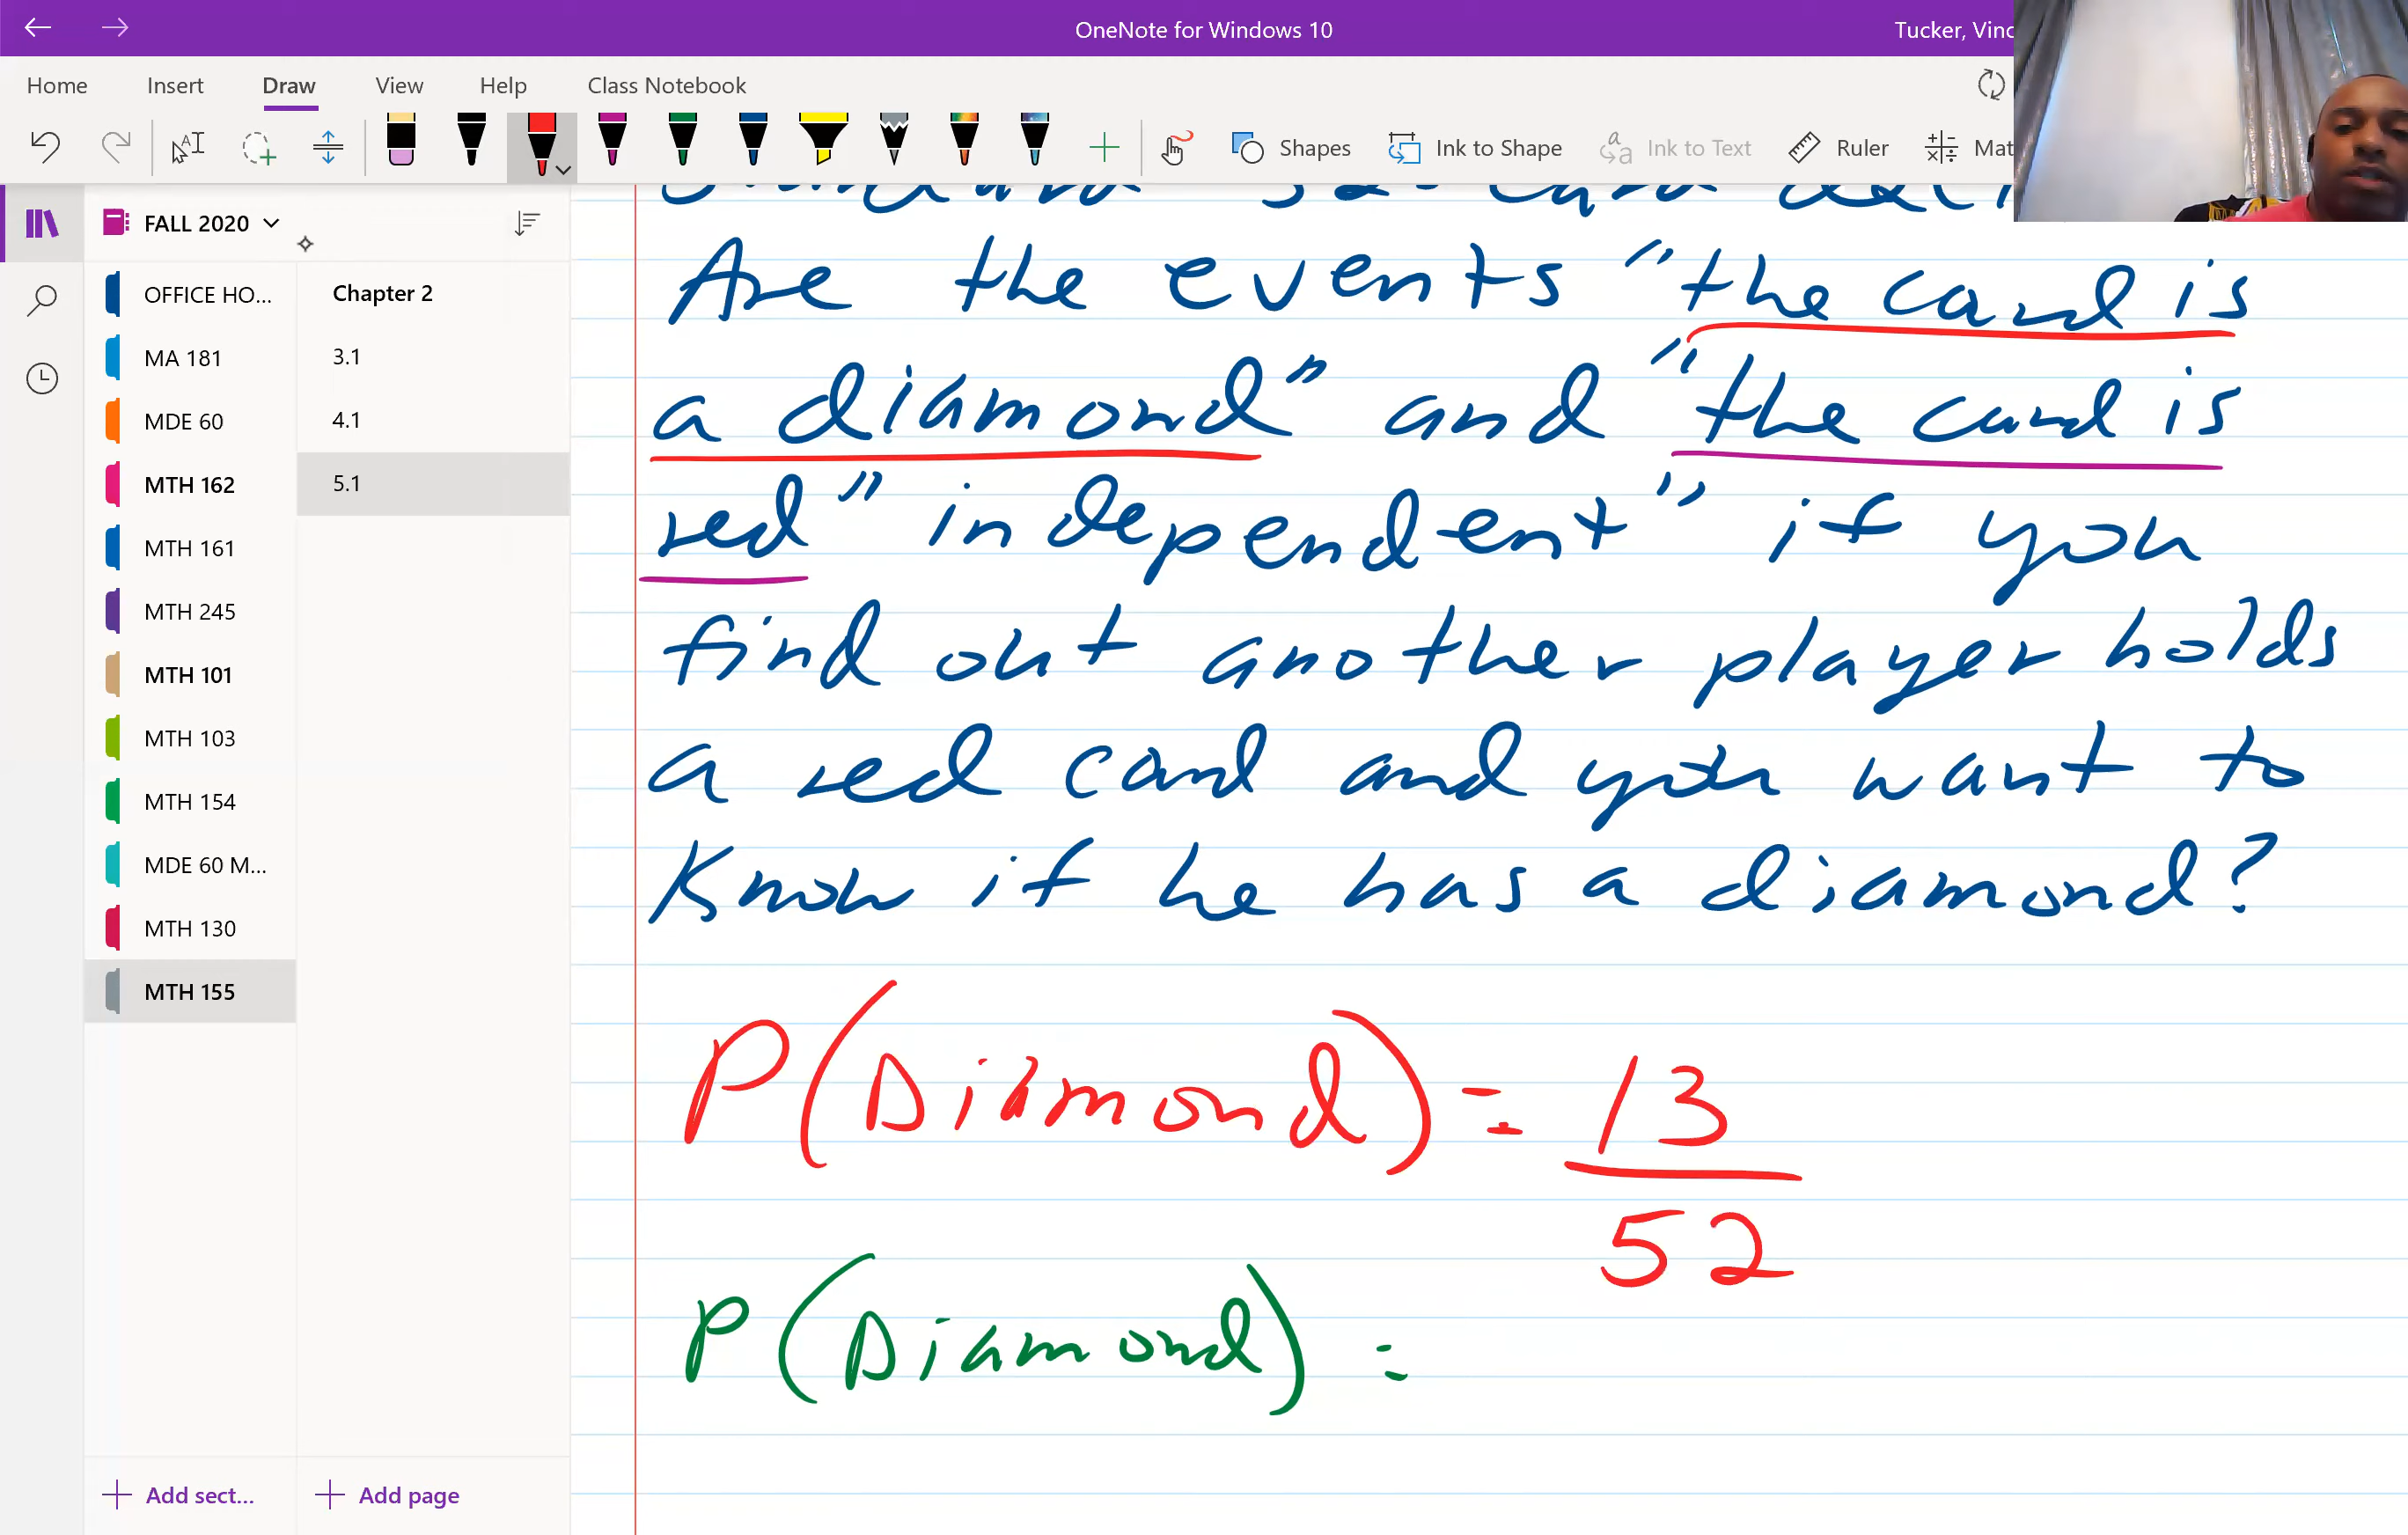 OneNote for Windows 10
Tucker, Vinc
Home Insert Draw View Help Class Notebook
Shapes Ink to Shape Ink to Text Ruler Mat
FALL 2020
OFFICE HO...
MA 181
MDE 60
MTH 162
MTH 161
MTH 245
MTH 101
MTH 103
MTH 154
MDE 60 M...
MTH 130
MTH 155
Add sect...
Chapter 2
3.1
4.1
5.1
Add page
52-card
Are the events "the card is
a diamond" and "the card is
red" independent" if you
find out another player holds
a red card and you want to
know if he has a diamond?
P(Diamond) = 13
52
P(Diamond) =